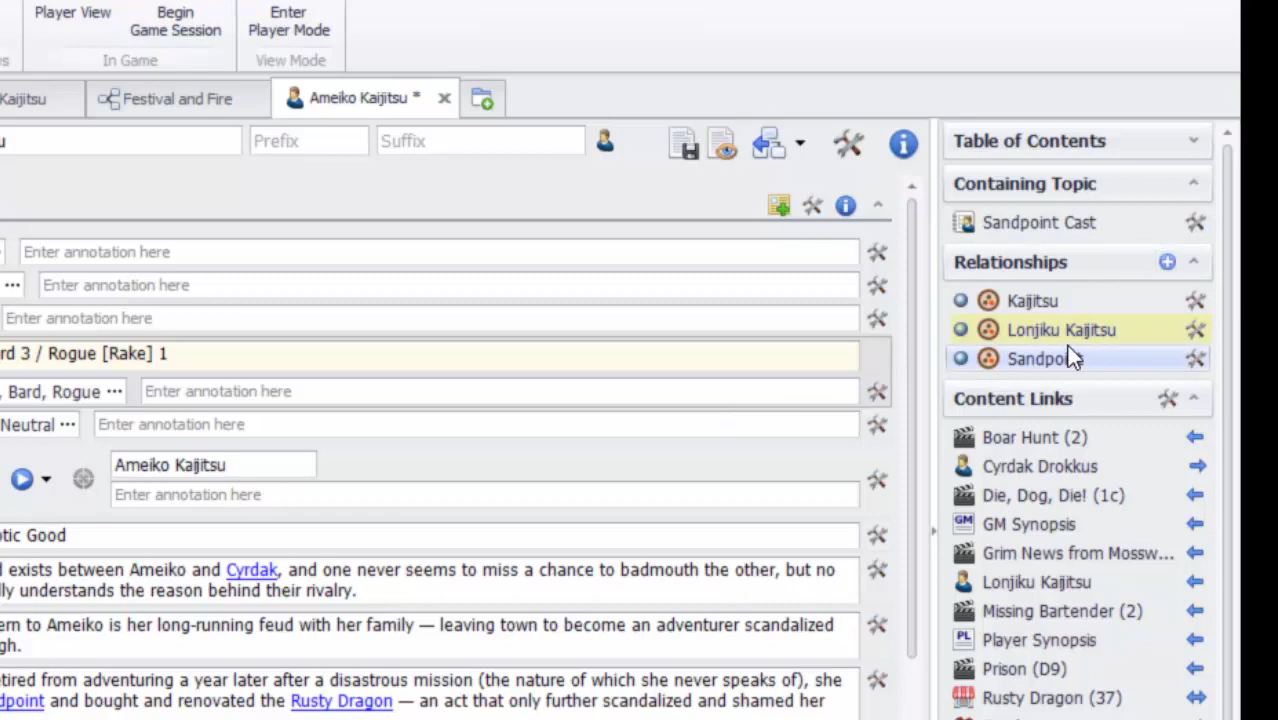 Player View
Begin
Game Session
Enter
Player Mode
In Game
View Mode
Kaijitsu
Festival and Fire
Ameiko Kaijitsu *
Prefix
Suffix
Table of Contents
Containing Topic
Sandpoint Cast
Relationships
Kaijitsu
Lonjiku Kaijitsu
Content Links
Boar Hunt (2)
Cyrdak Drokkus
Die, Dog, Die! (1c)
GM Synopsis
Grim News from Mossw...
Lonjiku Kaijitsu
Missing Bartender (2)
Player Synopsis
Prison (D9)
Rusty Dragon (37)
Enter annotation here
Enter annotation here
Enter annotation here
rd 3 / Rogue [Rake] 1
, Bard, Rogue ••• Enter annotation here
Neutral ••• Enter annotation here
Ameiko Kaijitsu
Enter annotation here
otic Good
exists between Ameiko and Cyrdak, and one never seems to miss a chance to badmouth the other, but no
lly understands the reason behind their rivalry.
ern to Ameiko is her long-running feud with her family — leaving town to become an adventurer scandalized
gh.
etired from adventuring a year later after a disastrous mission (the nature of which she never speaks of), she
dpoint and bought and renovated the Rusty Dragon — an act that only further scandalized and shamed her